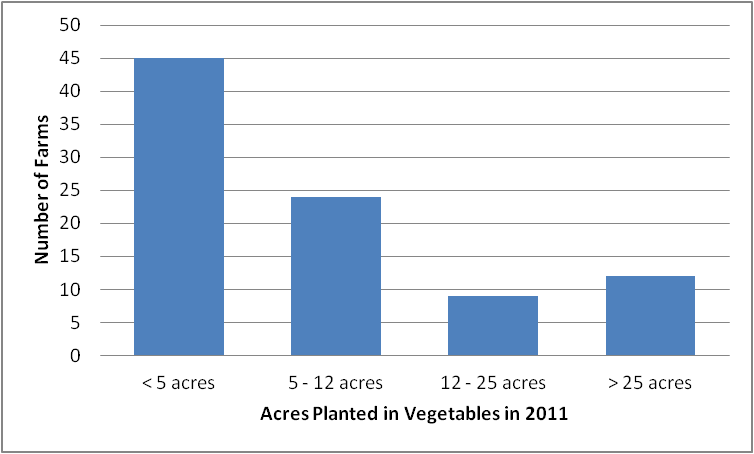 50
45
40
35
30
25
20
15
10
5
0
Number of Farms
< 5 acres
5 - 12 acres
12 - 25 acres
> 25 acres
Acres Planted in Vegetables in 2011